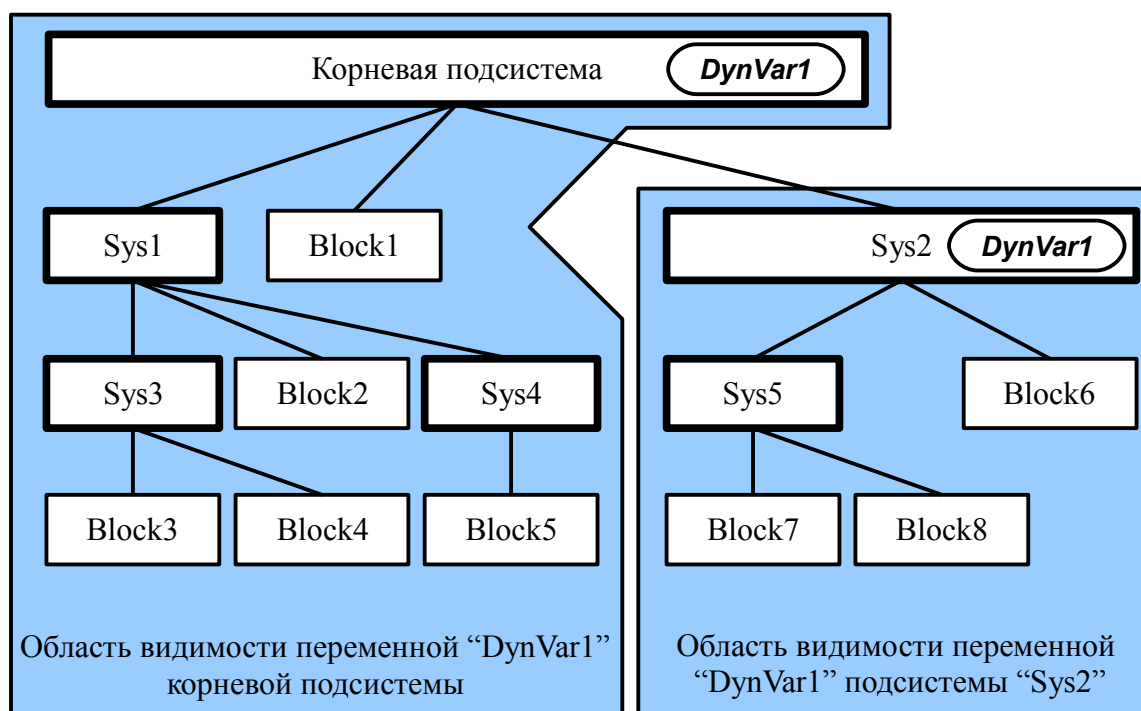 Корневая подсистема DynVar1
Sys1 Block1 Sys2 DynVar1
Sys3 Block2 Sys4 Sys5 Block6
Block3 Block4 Block5 Block7 Block8
Область видимости переменной “DynVar1”
корневой подсистемы
Область видимости переменной
“DynVar1” подсистемы “Sys2”